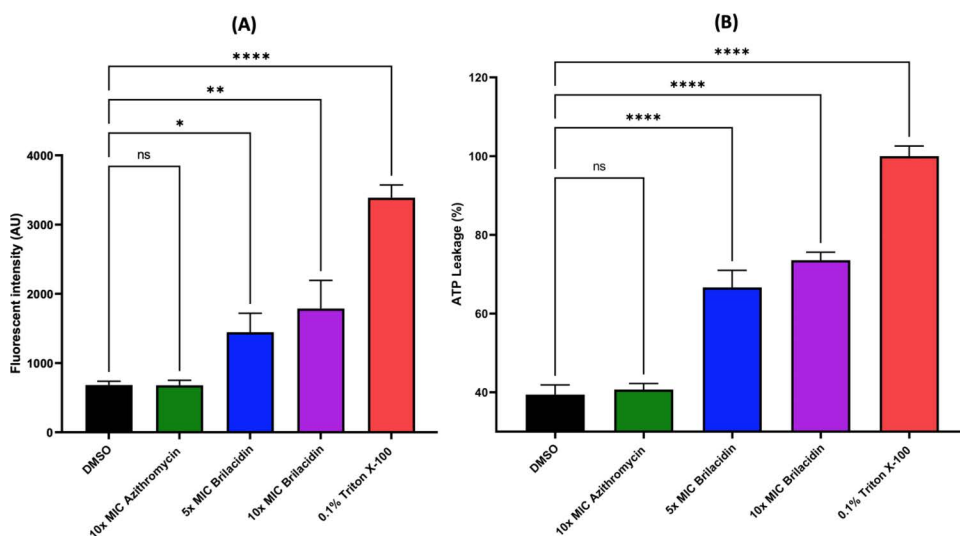 (A)
****
**
*
ns
4000
3000
2000
1000
0
Fluorescent intensity (AU)
DMSO
10x MIC Azithromycin
5x MIC Brilacidin
10x MIC Brilacidin
0.1% Triton X-100
(B)
****
****
****
ns
120
100
80
60
40
ATP Leakage (%)
DMSO
10x MIC Azithromycin
5x MIC Brilacidin
10x MIC Brilacidin
0.1% Triton X-100